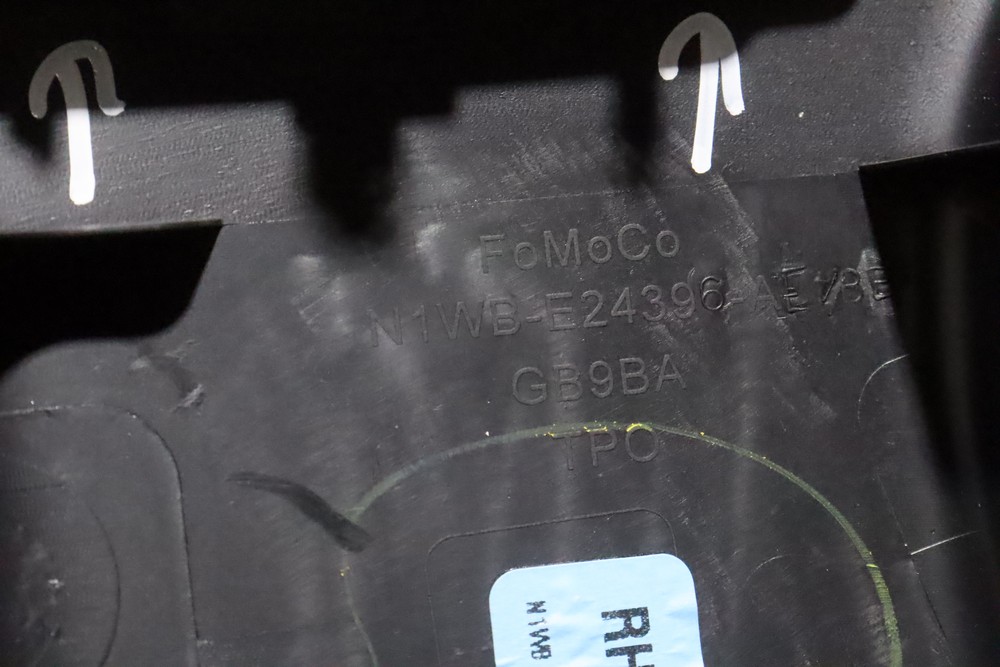 FoMoCo
N1WB-E24396-AE
GB9BA
TPO
RH
N1WB